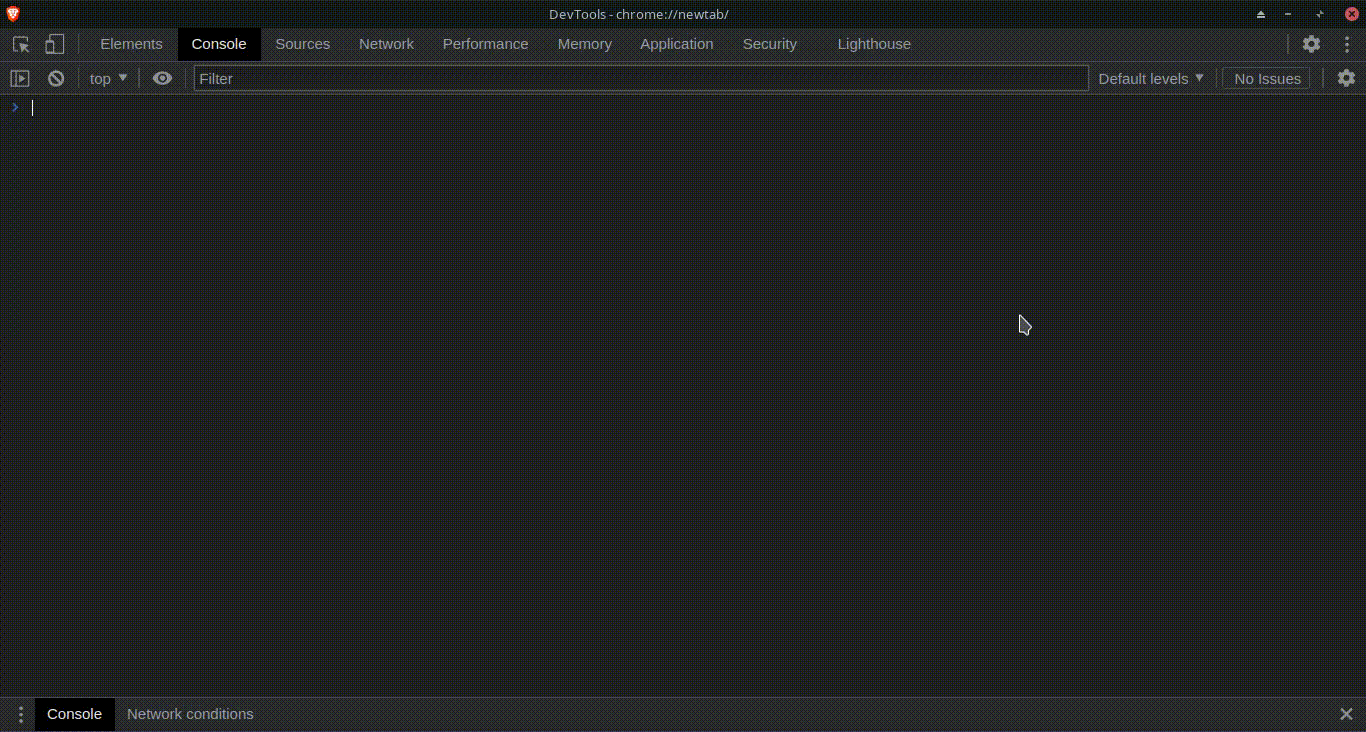 DevTools - chrome://newtab/
Elements Console Sources Network Performance Memory Application Security Lighthouse
top Filter Default levels No Issues
Console Network conditions